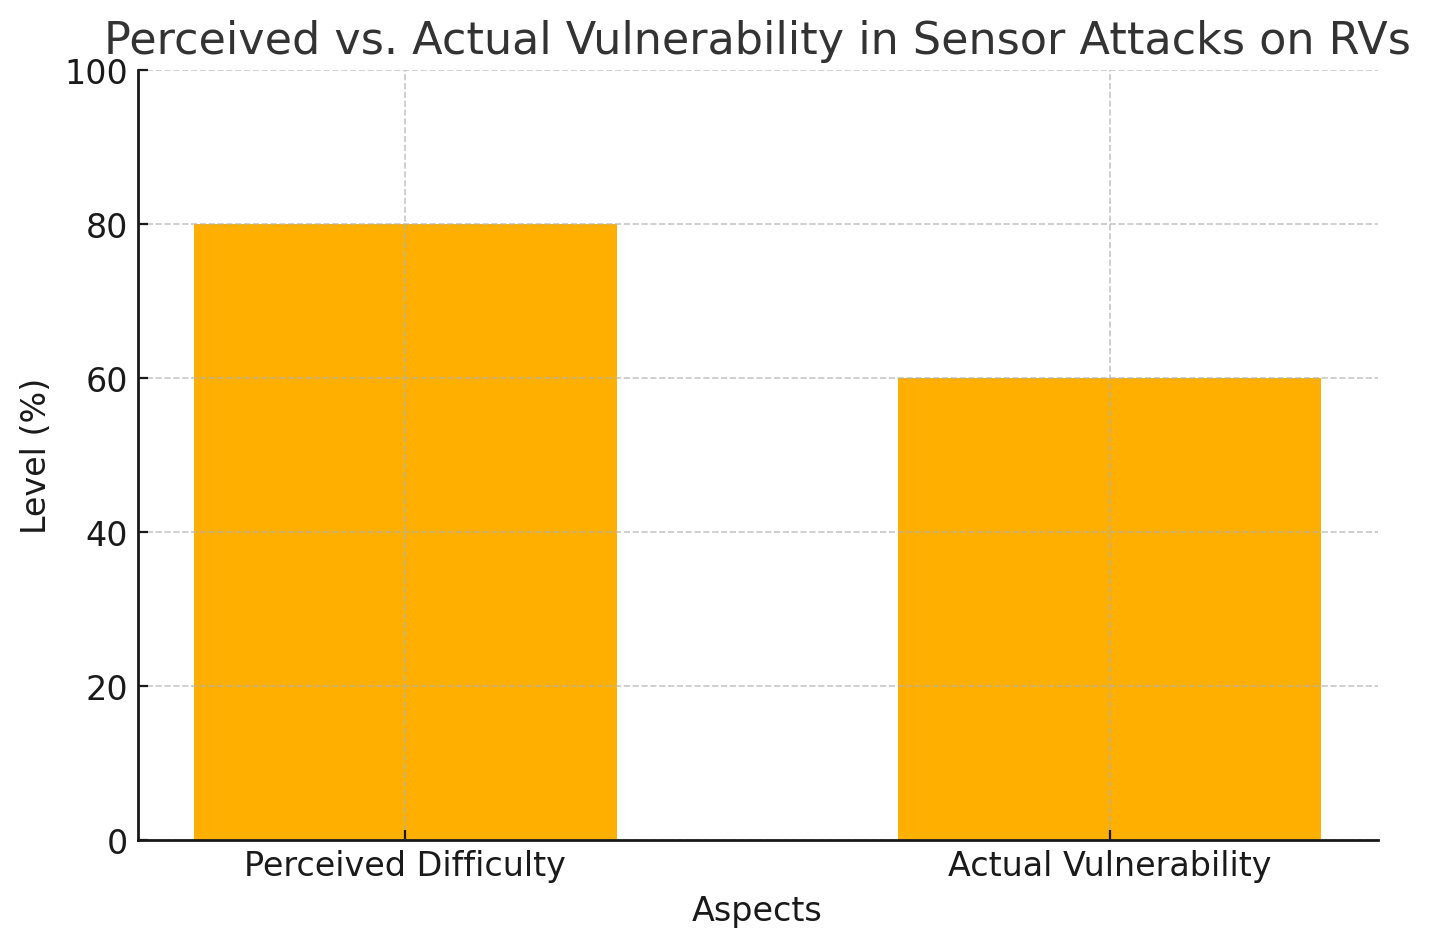 Perceived vs. Actual Vulnerability in Sensor Attacks on RVs
100
80
60
40
20
0
Level (%)
Perceived Difficulty
Actual Vulnerability
Aspects